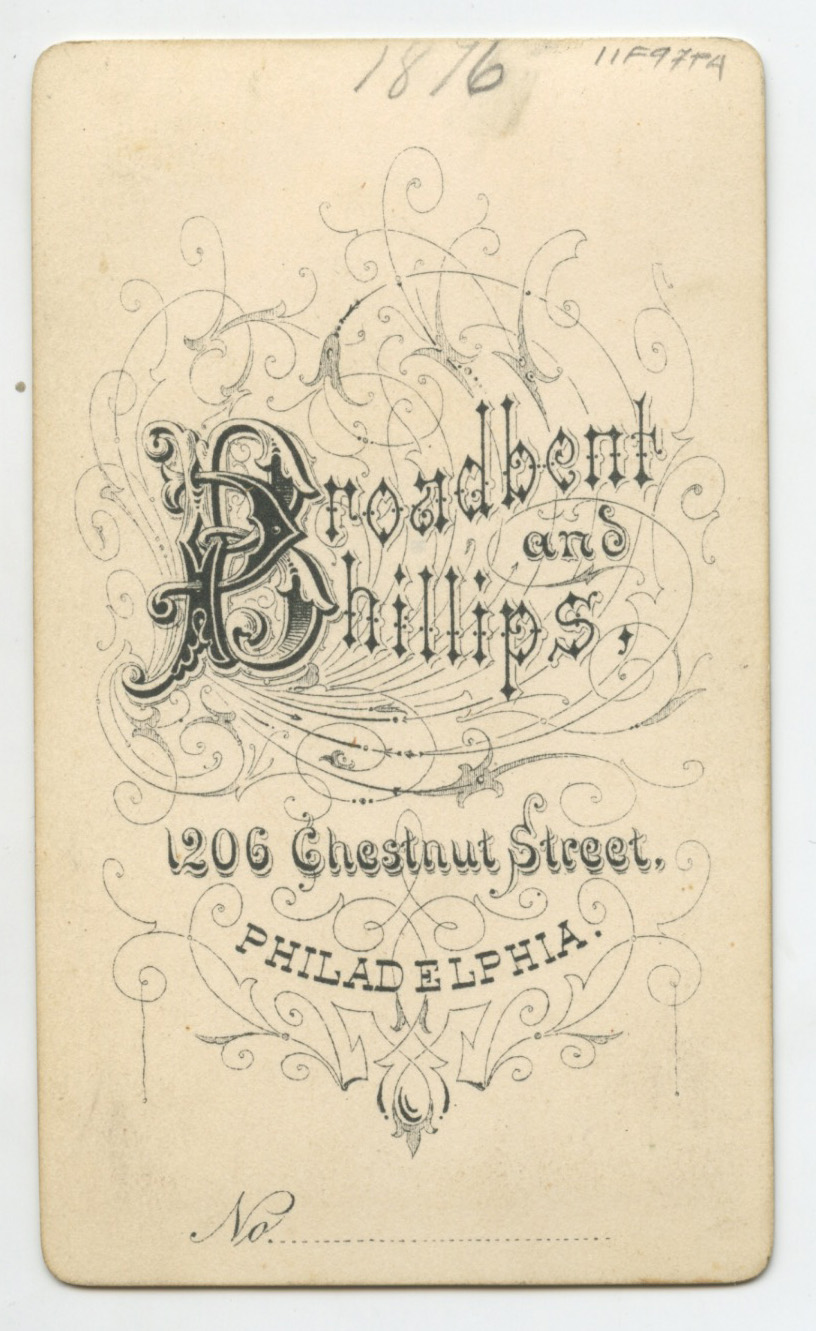 1876
11F97PA
Broadbent
and
Phillips,
1206 Chestnut Street.
PHILADELPHIA.
No.